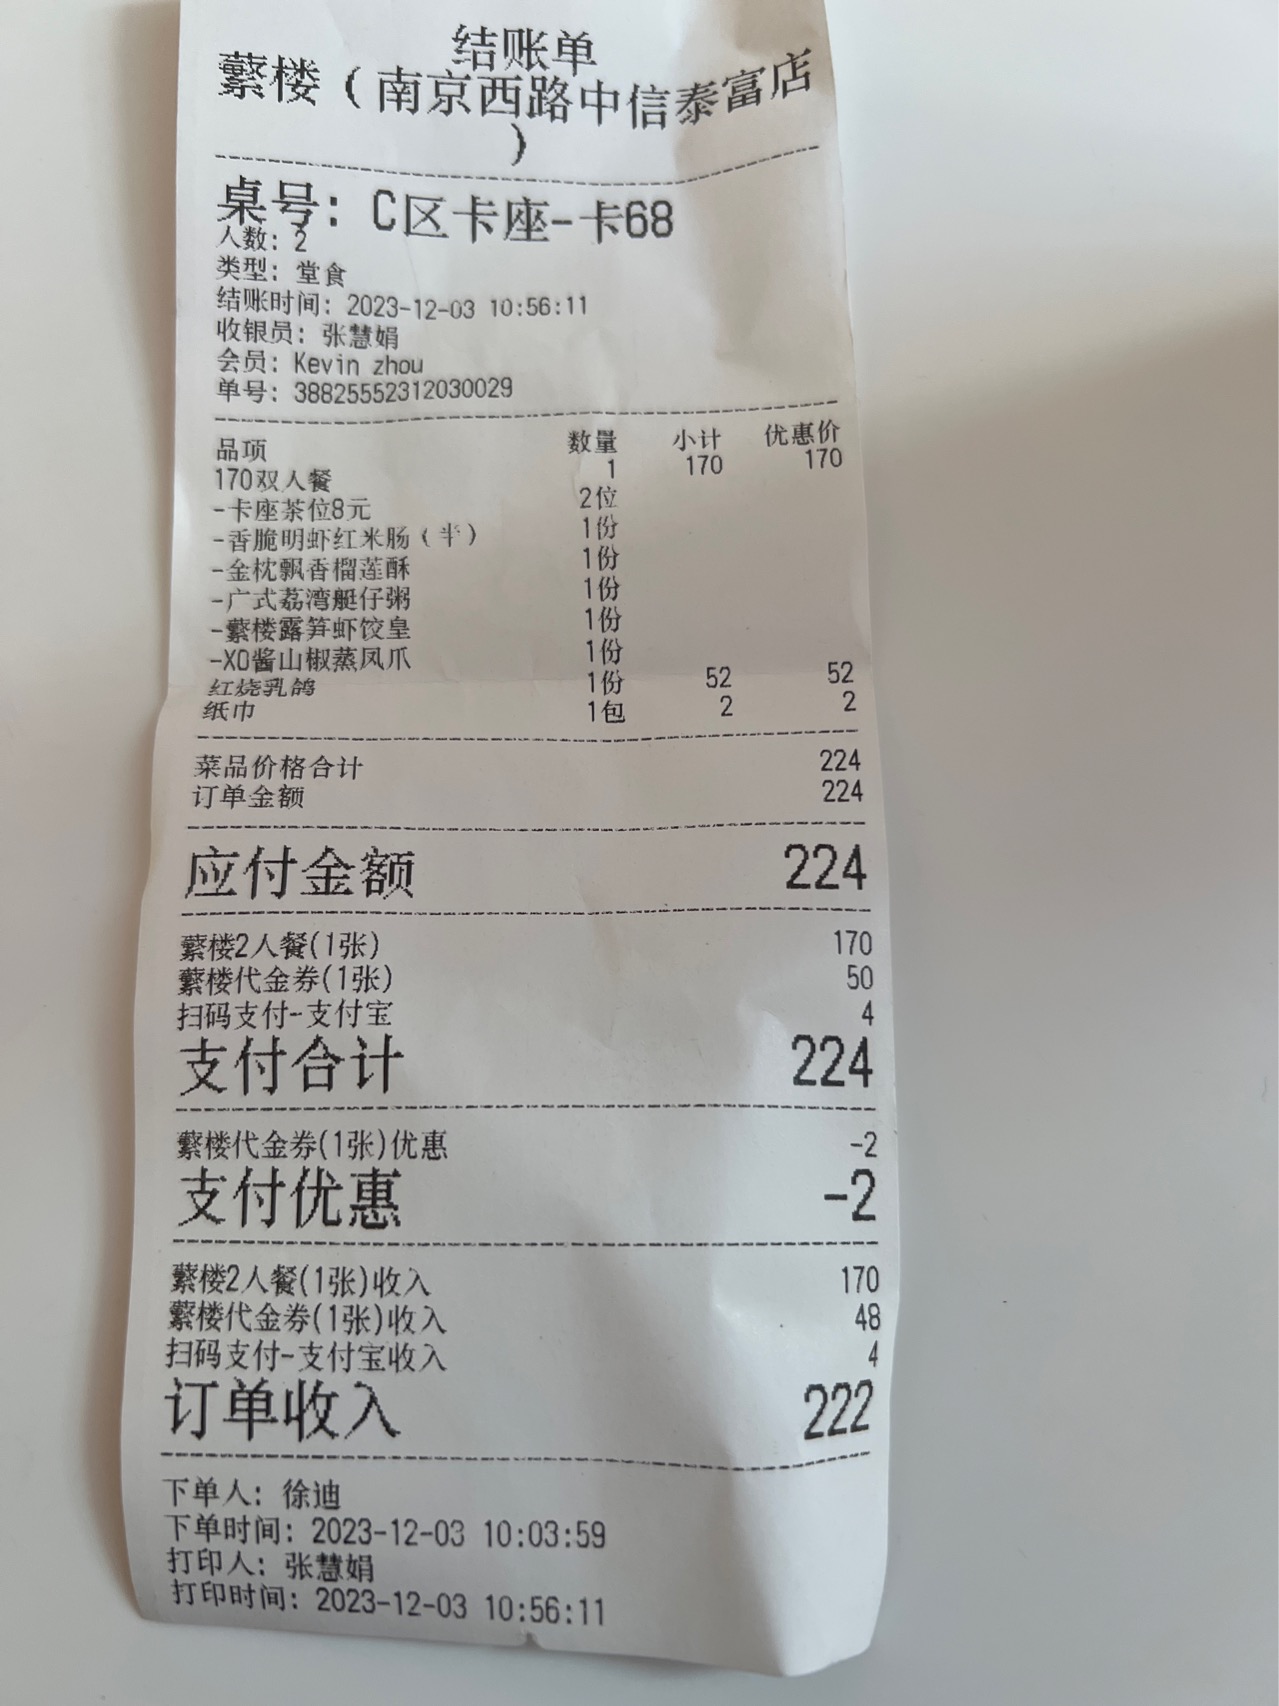 结账单
蘩楼（南京西路中信泰富店
）
桌号：C区卡座-卡68
人数：2
类型：堂食
结账时间：2023-12-03 10:56:11
收银员：张慧娟
会员：Kevin zhou
单号：388255552312030029
品项 数量 小计 优惠价
170双人餐 1 170 170
-卡座茶位8元 2位
-香脆明虾红米肠（半） 1份
-金枕飘香榴莲酥 1份
-广式荔湾艇仔粥 1份
-蘩楼露笋虾饺皇 1份
-XO酱山椒蒸凤爪 1份
红烧乳鸽 1份 52 52
纸巾 1包 2 2
菜品价格合计 224
订单金额 224
应付金额 224
蘩楼2人餐(1张) 170
蘩楼代金券(1张) 50
扫码支付-支付宝 4
支付合计 224
蘩楼代金券(1张)优惠 -2
支付优惠 -2
蘩楼2人餐(1张)收入 170
蘩楼代金券(1张)收入 48
扫码支付-支付宝收入 4
订单收入 222
下单人：徐迪
下单时间：2023-12-03 10:03:59
打印人：张慧娟
打印时间：2023-12-03 10:56:11